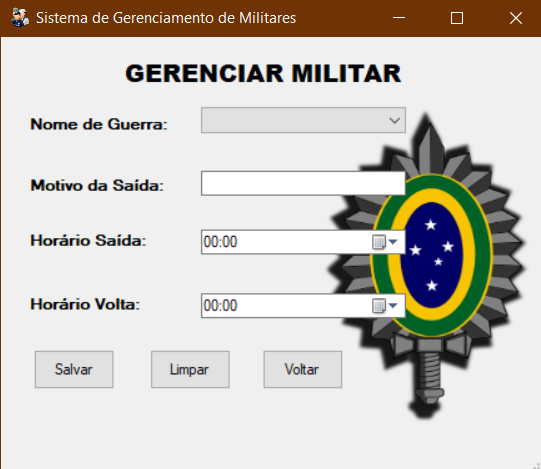 Sistema de Gerenciamento de Militares
GERENCIAR MILITAR
Nome de Guerra:
Motivo da Saída:
Horário Saída: 00:00
Horário Volta: 00:00
Salvar Limpar Voltar